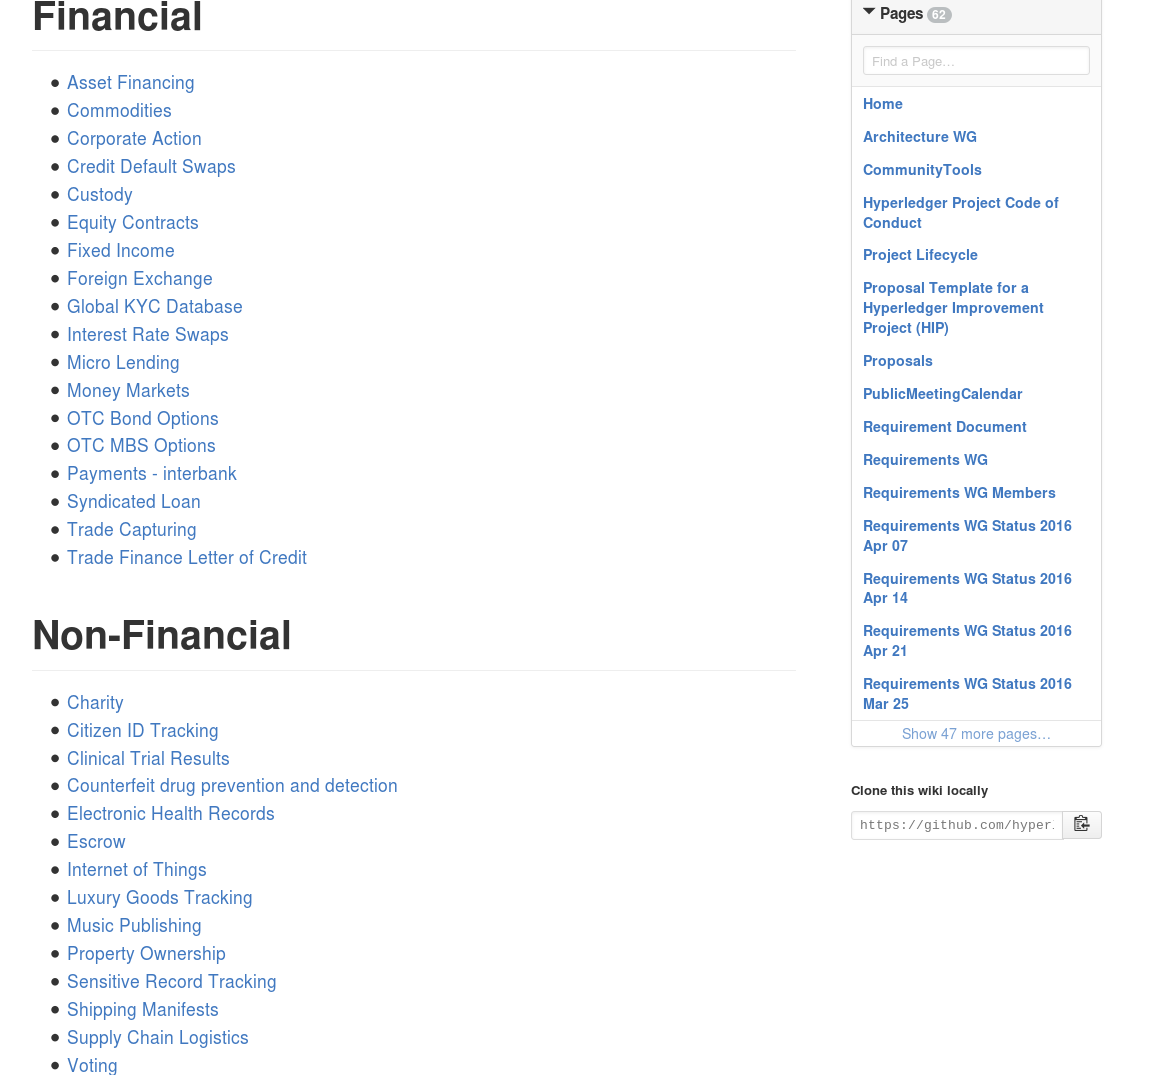 Financial
Asset Financing
Commodities
Corporate Action
Credit Default Swaps
Custody
Equity Contracts
Fixed Income
Foreign Exchange
Global KYC Database
Interest Rate Swaps
Micro Lending
Money Markets
OTC Bond Options
OTC MBS Options
Payments - interbank
Syndicated Loan
Trade Capturing
Trade Finance Letter of Credit
Non-Financial
Charity
Citizen ID Tracking
Clinical Trial Results
Counterfeit drug prevention and detection
Electronic Health Records
Escrow
Internet of Things
Luxury Goods Tracking
Music Publishing
Property Ownership
Sensitive Record Tracking
Shipping Manifests
Supply Chain Logistics
Voting
Pages 62
Find a Page…
Home
Architecture WG
CommunityTools
Hyperledger Project Code of
Conduct
Project Lifecycle
Proposal Template for a
Hyperledger Improvement
Project (HIP)
Proposals
PublicMeetingCalendar
Requirement Document
Requirements WG
Requirements WG Members
Requirements WG Status 2016
Apr 07
Requirements WG Status 2016
Apr 14
Requirements WG Status 2016
Apr 21
Requirements WG Status 2016
Mar 25
Show 47 more pages…
Clone this wiki locally
https://github.com/hyper.